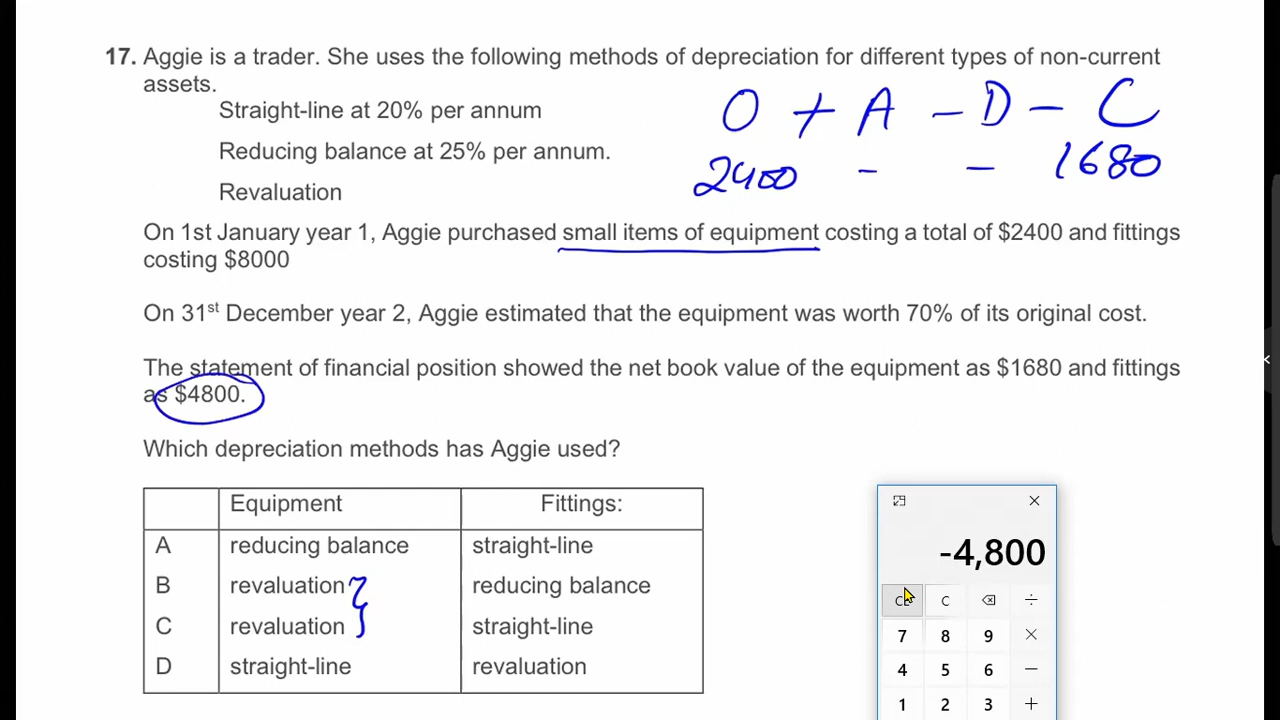 17. Aggie is a trader. She uses the following methods of depreciation for different types of non-current
assets.
Straight-line at 20% per annum
O + A - D - C
Reducing balance at 25% per annum.
2400 - - 1680
Revaluation
On 1st January year 1, Aggie purchased small items of equipment costing a total of $2400 and fittings
costing $8000
On 31st December year 2, Aggie estimated that the equipment was worth 70% of its original cost.
The statement of financial position showed the net book value of the equipment as $1680 and fittings
as $4800.
Which depreciation methods has Aggie used?
Equipment Fittings:
A reducing balance straight-line
B revaluation reducing balance
C revaluation straight-line
D straight-line revaluation
-4,800
CE C ÷
7 8 9 ×
4 5 6 −
1 2 3 +